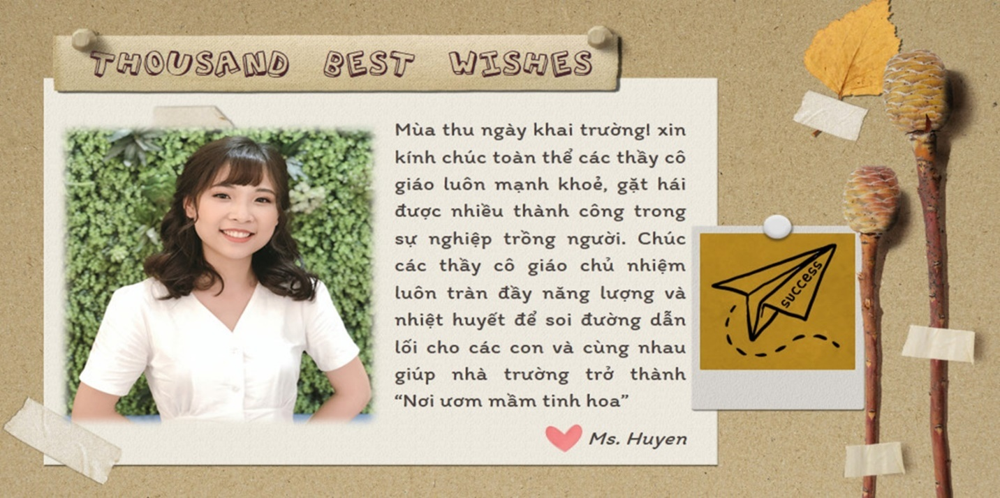 THOUSAND BEST WISHES
Mùa thu ngày khai trường! xin
kính chúc toàn thể các thầy cô
giáo luôn mạnh khoẻ, gặt hái
được nhiều thành công trong
sự nghiệp trồng người. Chúc
các thầy cô giáo chủ nhiệm
luôn tràn đầy năng lượng và
nhiệt huyết để soi đường dẫn
lối cho các con và cùng nhau
giúp nhà trường trở thành
“Nơi ươm mầm tinh hoa”
Ms. Huyen
success